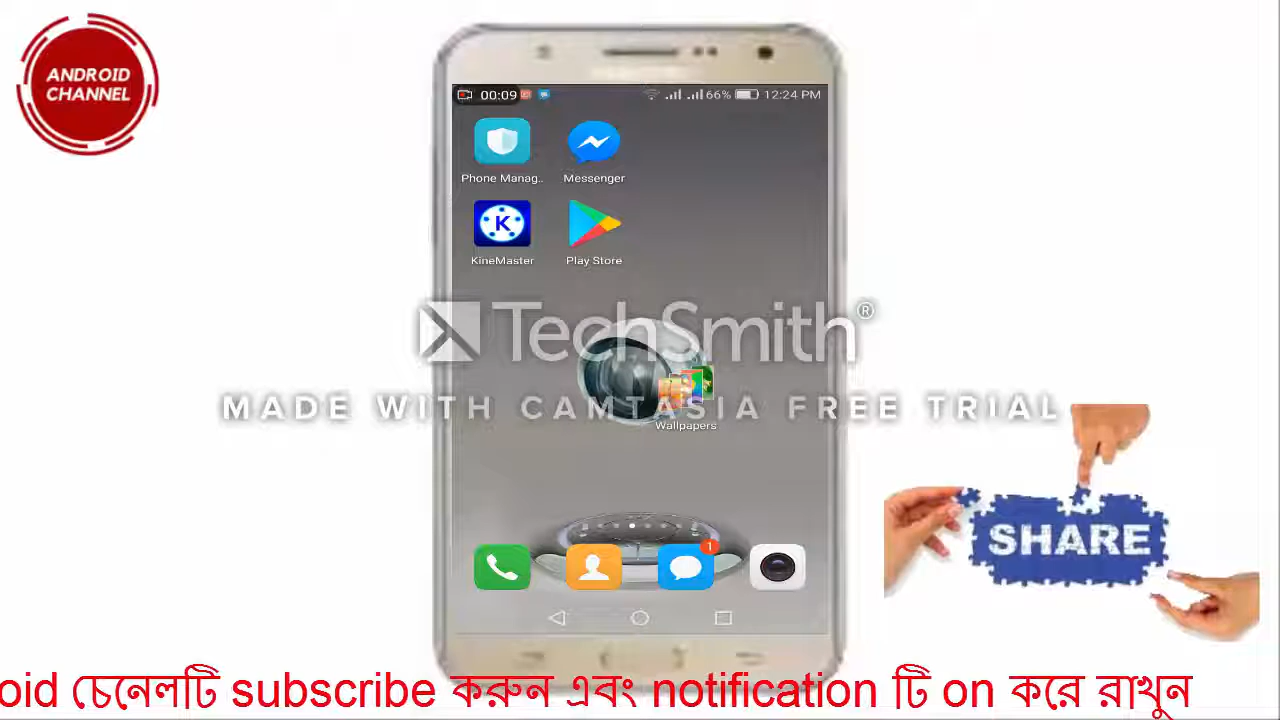 ANDROID
CHANNEL
00:09
66%
12:24 PM
Phone Manag..
Messenger
K
KineMaster
Play Store
TechSmith®
MADE WITH CAMTASIA FREE TRIAL
Wallpapers
1
SHARE
oid চেনেলটি subscribe করুন এবং notification টি on করে রাখুন